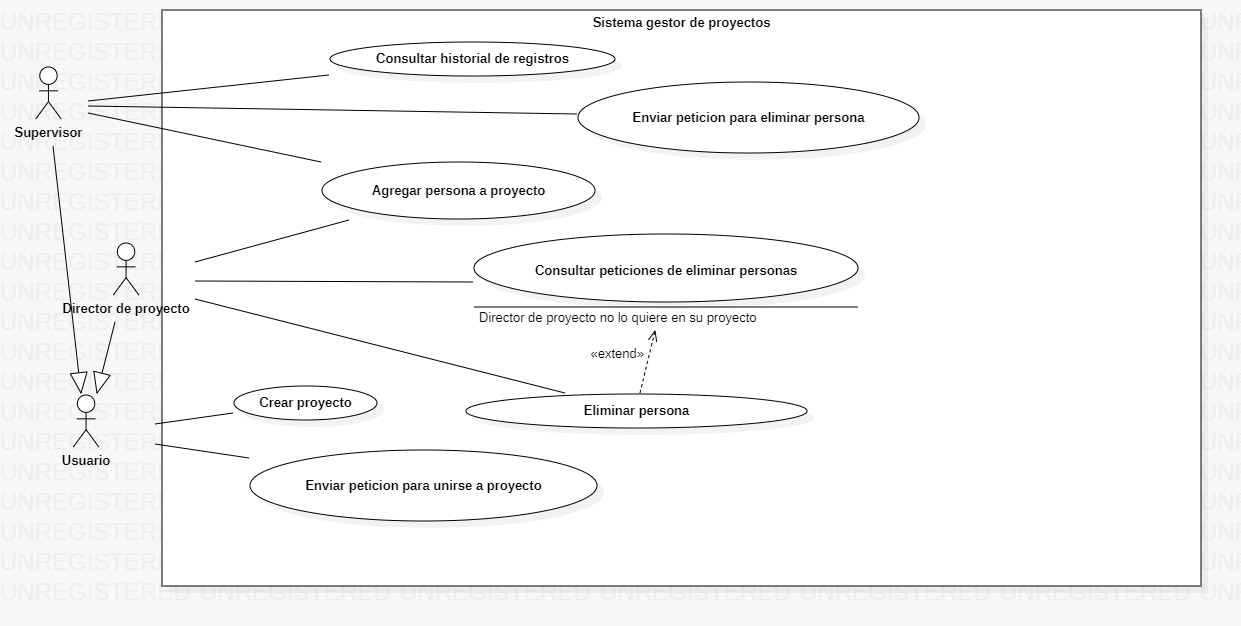 Sistema gestor de proyectos
Consultar historial de registros
Supervisor
Enviar peticion para eliminar persona
Agregar persona a proyecto
Director de proyecto
Consultar peticiones de eliminar personas
Director de proyecto no lo quiere en su proyecto
«extend»
Crear proyecto
Eliminar persona
Usuario
Enviar peticion para unirse a proyecto
UNREGISTERED UNREGISTERED UNREGISTERED UNREGISTERED UNREGISTERED UNREGISTERED